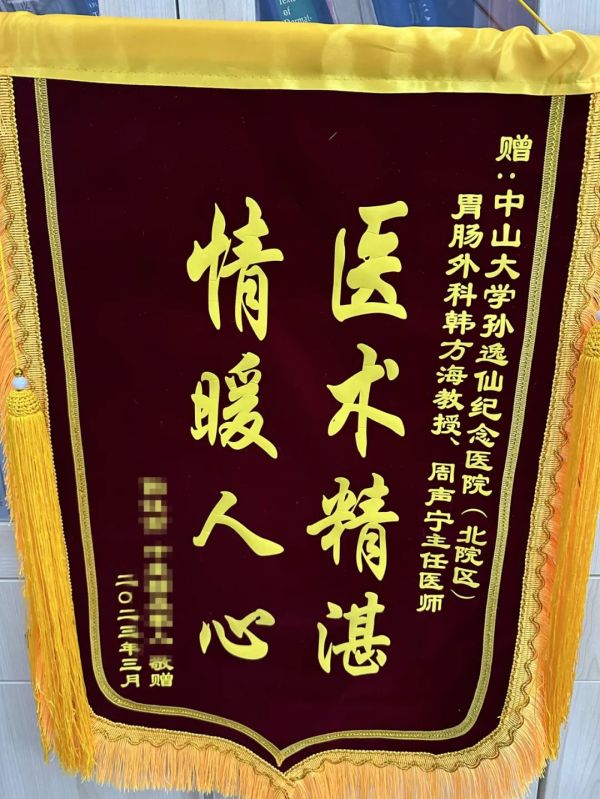 赠：中山大学孙逸仙纪念医院（北院区）
胃肠外科韩方海教授、周声宁主任医师
医术精湛
情暖人心
敬赠
二〇二三年三月
of
Dermal-